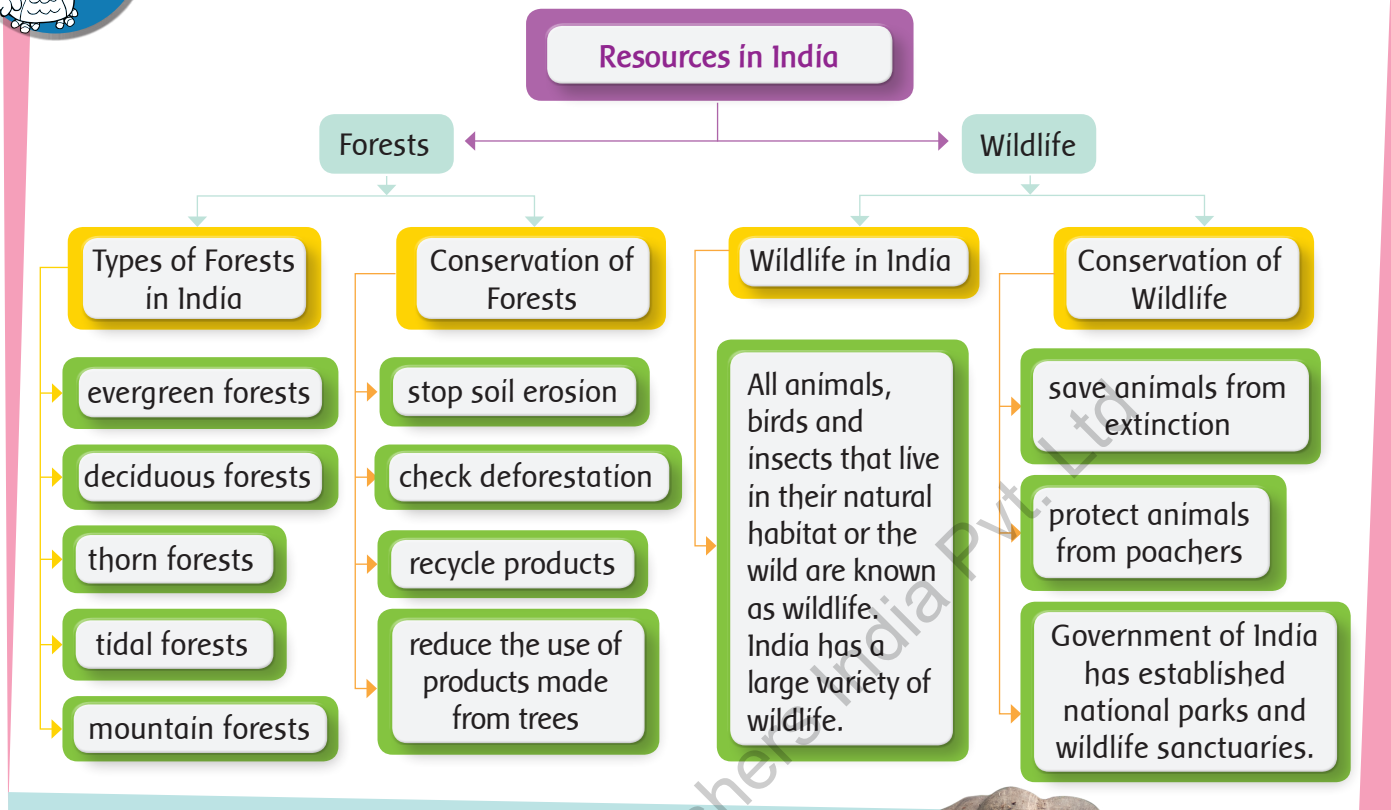 Resources in India
Forests
Wildlife
Types of Forests
in India
evergreen forests
deciduous forests
thorn forests
tidal forests
mountain forests
Conservation of
Forests
stop soil erosion
check deforestation
recycle products
reduce the use of
products made
from trees
Wildlife in India
All animals,
birds and
insects that live
in their natural
habitat or the
wild are known
as wildlife.
India has a
large variety of
wildlife.
Conservation of
Wildlife
save animals from
extinction
protect animals
from poachers
Government of India
has established
national parks and
wildlife sanctuaries.
India Pvt. Ltd